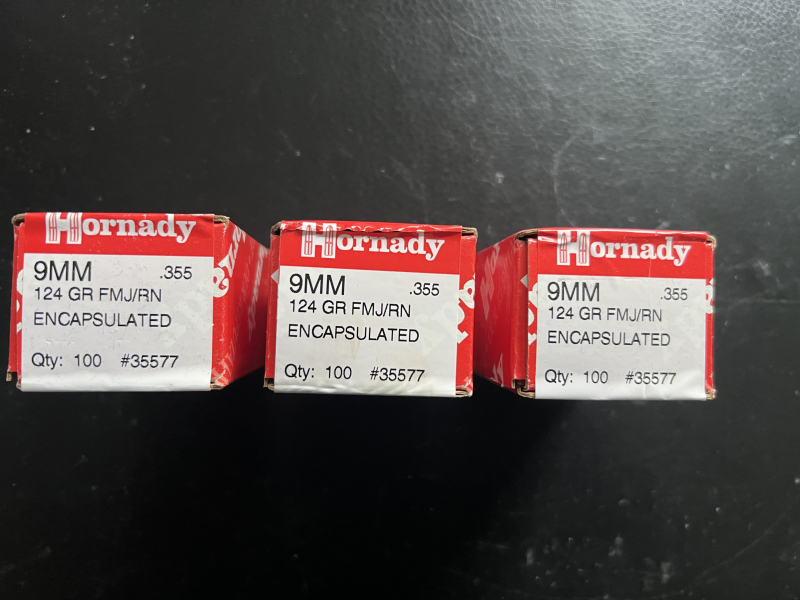 Hornady
9MM .355
124 GR FMJ/RN
ENCAPSULATED
Qty: 100 #35577
Hornady
9MM .355
124 GR FMJ/RN
ENCAPSULATED
Qty: 100 #35577
Hornady
9MM .355
124 GR FMJ/RN
ENCAPSULATED
Qty: 100 #35577